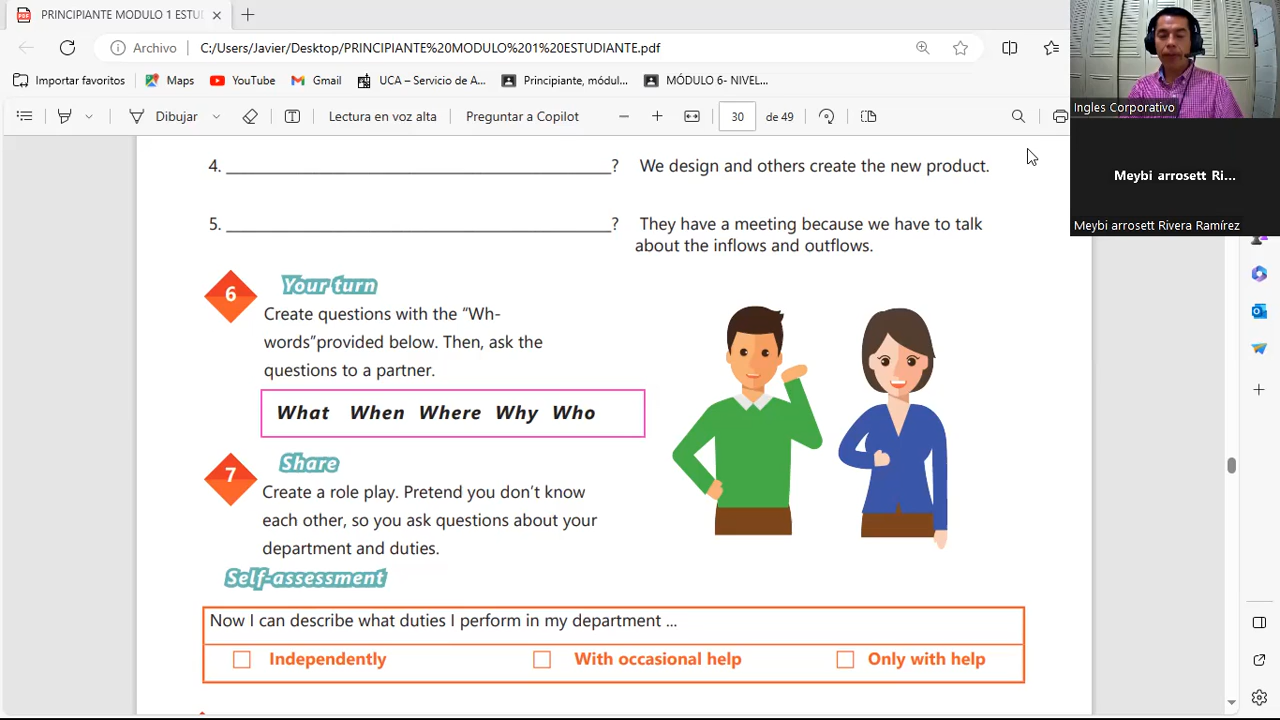 PRINCIPIANTE MODULO 1 ESTUI
Archivo
C:/Users/Javier/Desktop/PRINCIPIANTE%20MODULO%201%20ESTUDIANTE.pdf
Importar favoritos
Maps
YouTube
Gmail
UCA – Servicio de A...
Principiante, módul...
MÓDULO 6- NIVEL...
Dibujar
Lectura en voz alta
Preguntar a Copilot
30
de 49
Ingles Corporativo
Meybi arrosett Ri...
Meybi arrosett Rivera Ramírez
4. ______________________________________? We design and others create the new product.
5. ______________________________________? They have a meeting because we have to talk
about the inflows and outflows.
6
Your turn
Create questions with the “Wh-
words”provided below. Then, ask the
questions to a partner.
What When Where Why Who
7
Share
Create a role play. Pretend you don’t know
each other, so you ask questions about your
department and duties.
Self-assessment
Now I can describe what duties I perform in my department ...
Independently
With occasional help
Only with help